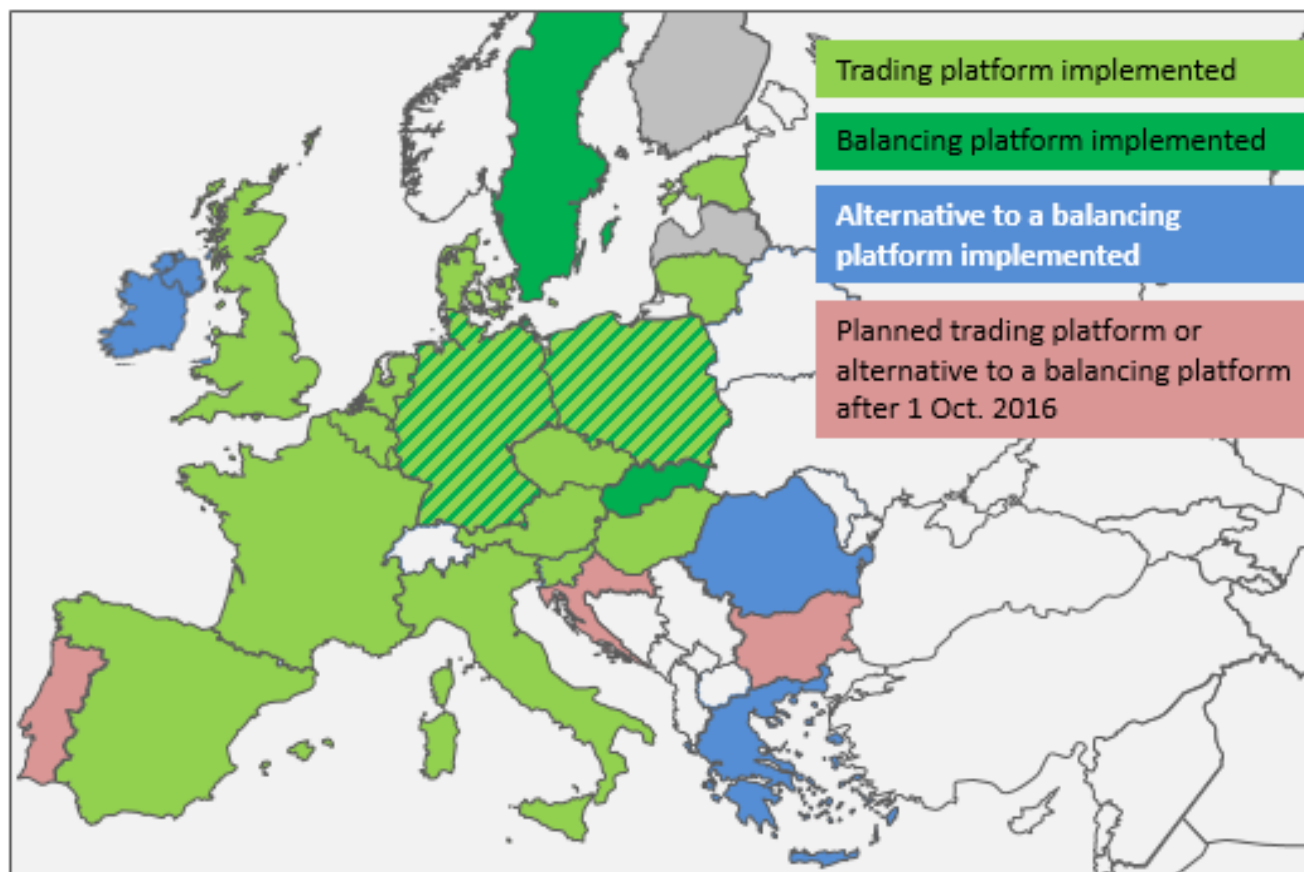 Trading platform implemented
Balancing platform implemented
Alternative to a balancing
platform implemented
Planned trading platform or
alternative to a balancing platform
after 1 Oct. 2016